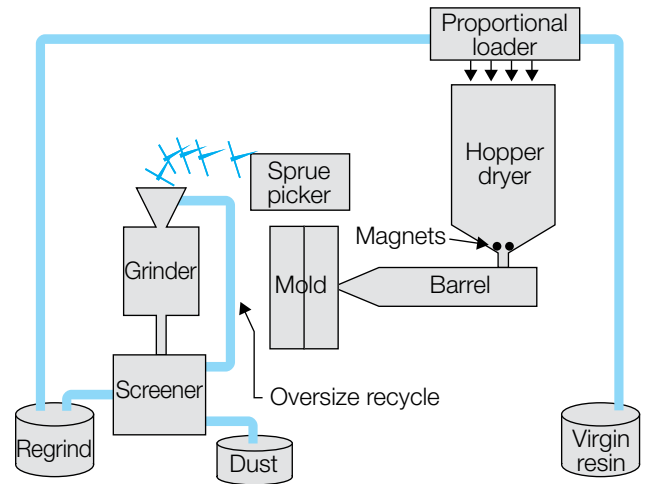 Proportional
loader
Hopper
dryer
Sprue
picker
Magnets
Grinder
Mold
Barrel
Screener
Oversize recycle
Regrind
Dust
Virgin
resin